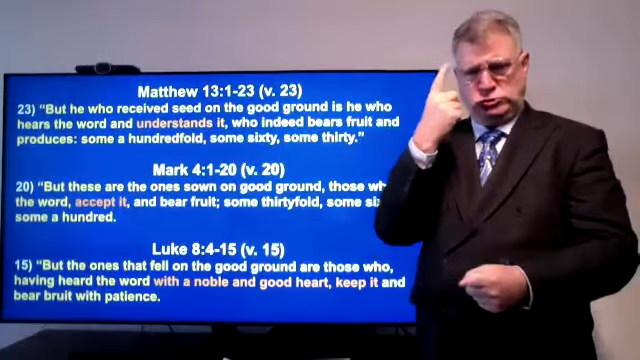 Matthew 13:1-23 (v. 23)
23) “But he who received seed on the good ground is he who
hears the word and understands it, who indeed bears fruit and
produces: some a hundredfold, some sixty, some thirty.”
Mark 4:1-20 (v. 20)
20) “But these are the ones sown on good ground, those
the word, accept it, and bear fruit; some thirtyfold, some
some a hundred.
Luke 8:4-15 (v. 15)
15) “But the ones that fell on the good ground are those who,
having heard the word with a noble and good heart, keep it and
bear bruit with patience.